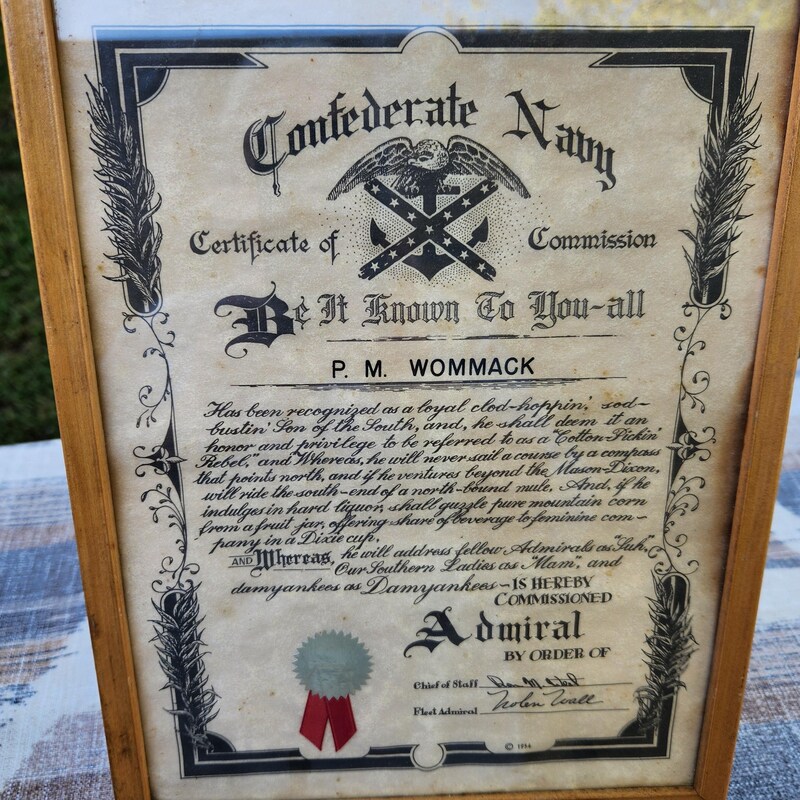 Confederate Navy
Certificate of Commission
Be It Known To You-all
P. M. WOMMACK
Has been recognized as a loyal clod-hoppin', sod-
bustin' Son of the South, and, he shall deem it an
honor and privilege to be referred to as a "Cotton Pickin'
Rebel," and Whereas, he will never sail a course by a compass
that points north, and if he ventures beyond the Mason-Dixon,
will ride the south-end of a north-bound mule. And, if he
indulges in hard liquor, shall guzzle pure mountain corn
from a fruit jar, offering share of beverage to feminine com-
pany in a Dixie cup.
AND Whereas, he will address fellow Admirals as "Suh",
Our Southern Ladies as "Mam", and
damyankees as Damyankees — IS HEREBY
COMMISSIONED
Admiral
BY ORDER OF
Chief of Staff
Fleet Admiral Nolen Wall
© 1954